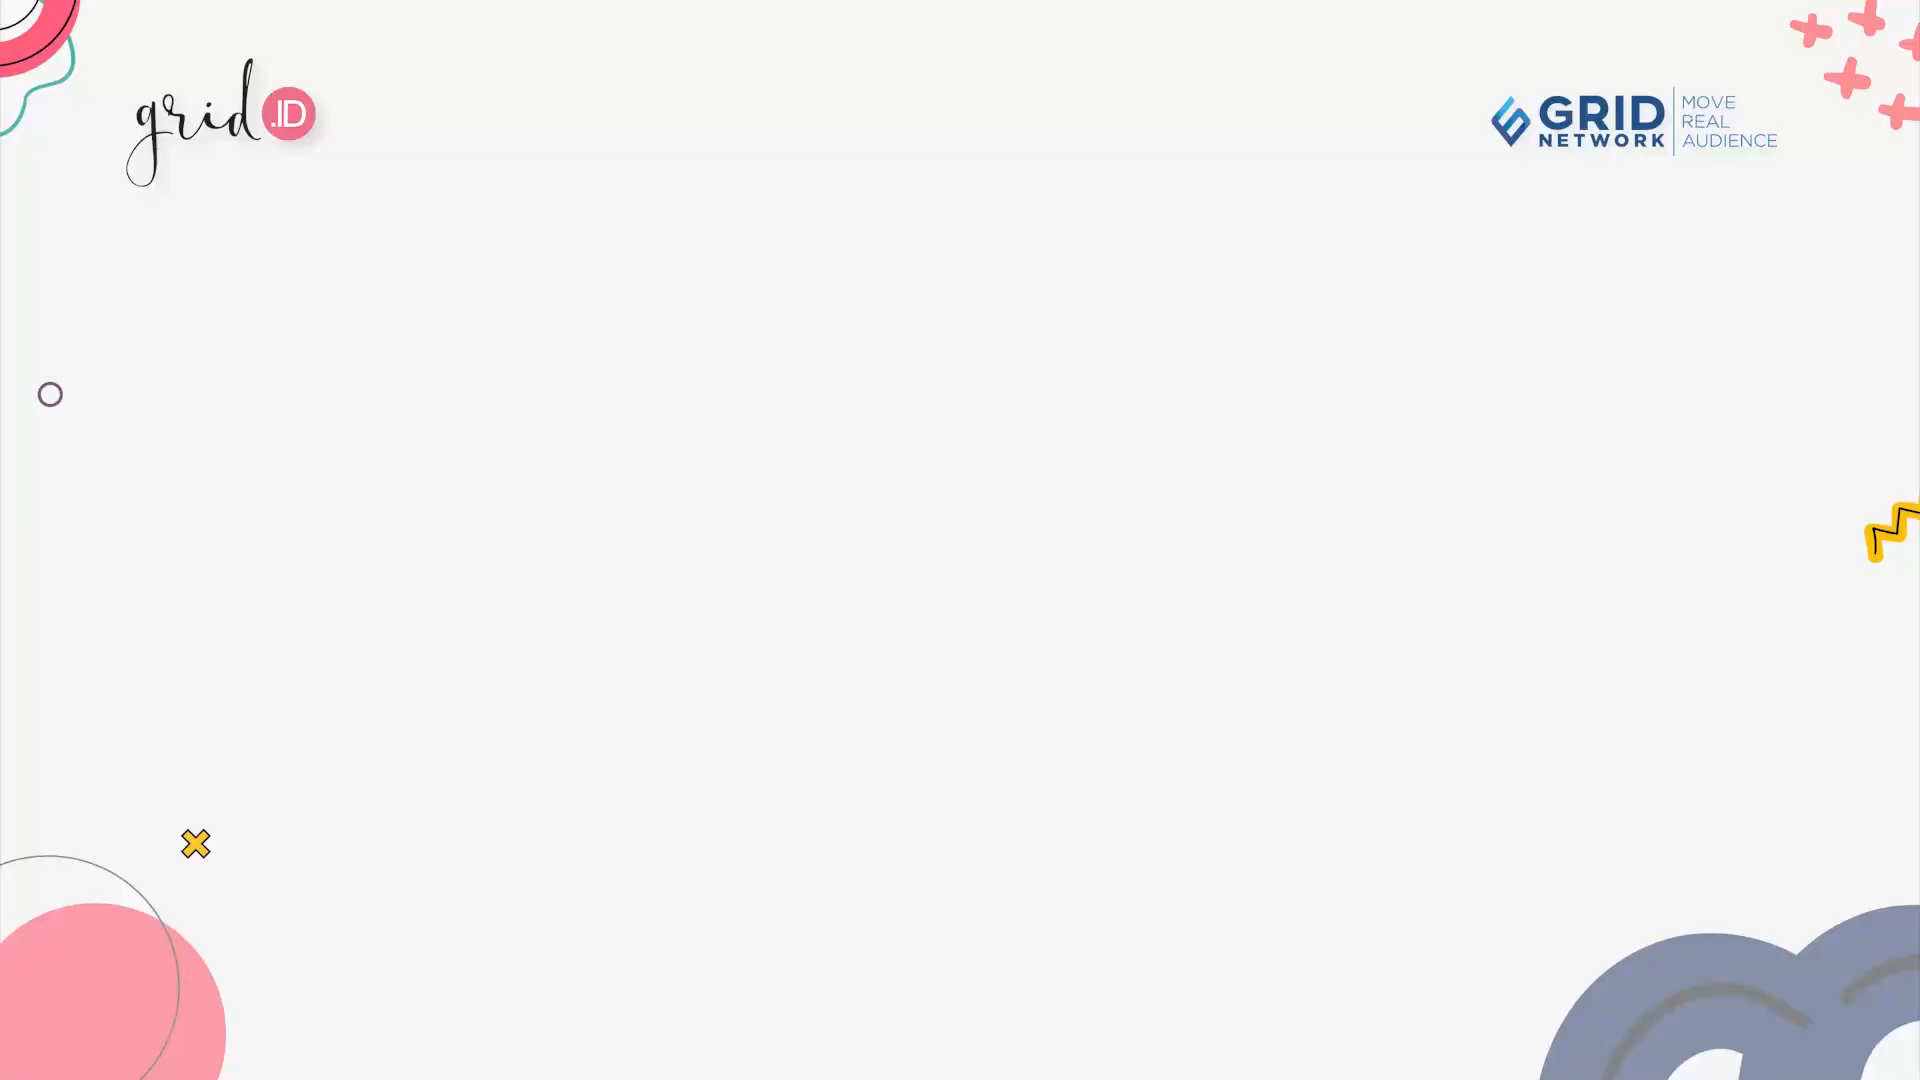 grid .ID
GRID
NETWORK
MOVE
REAL
AUDIENCE